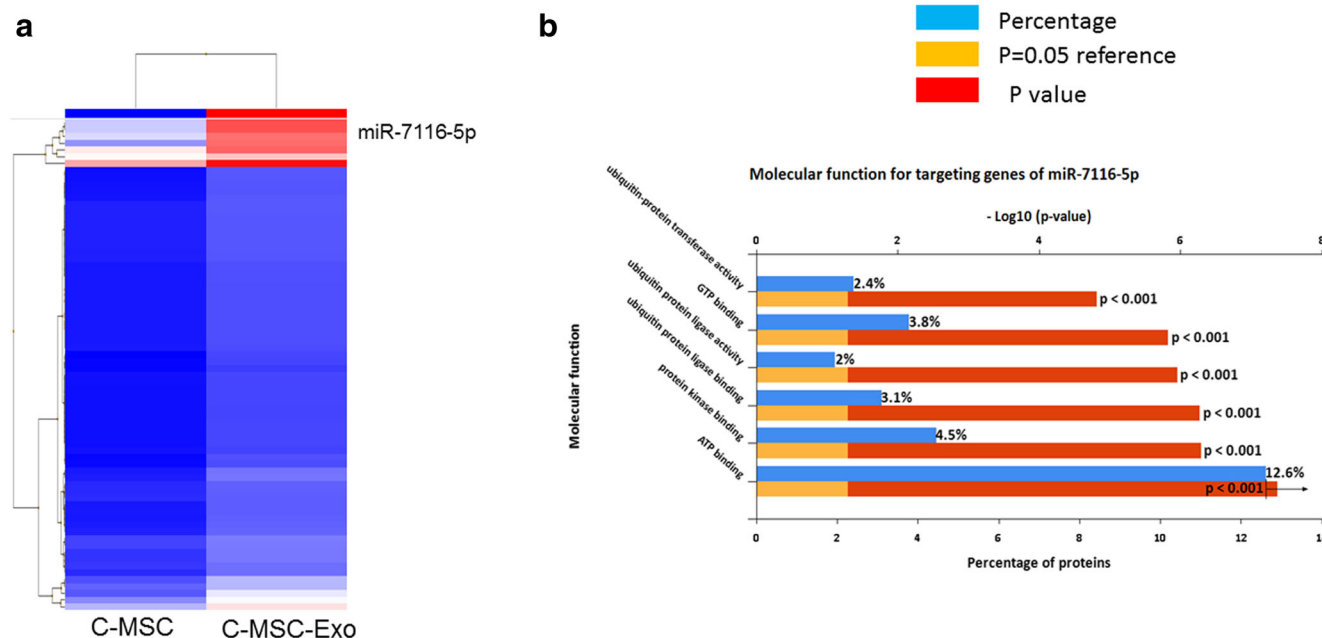 a
miR-7116-5p
C-MSC
C-MSC-Exo
b
Percentage
P=0.05 reference
P value
Molecular function for targeting genes of miR-7116-5p
- Log10 (p-value)
0 2 4 6 8
ubiquitin-protein transferase activity
2.4%
p < 0.001
GTP binding
3.8%
p < 0.001
ubiquitin protein ligase activity
2%
p < 0.001
ubiquitin protein ligase binding
3.1%
p < 0.001
protein kinase binding
4.5%
p < 0.001
ATP binding
12.6%
p < 0.001
Molecular function
0 2 4 6 8 10 12
Percentage of proteins